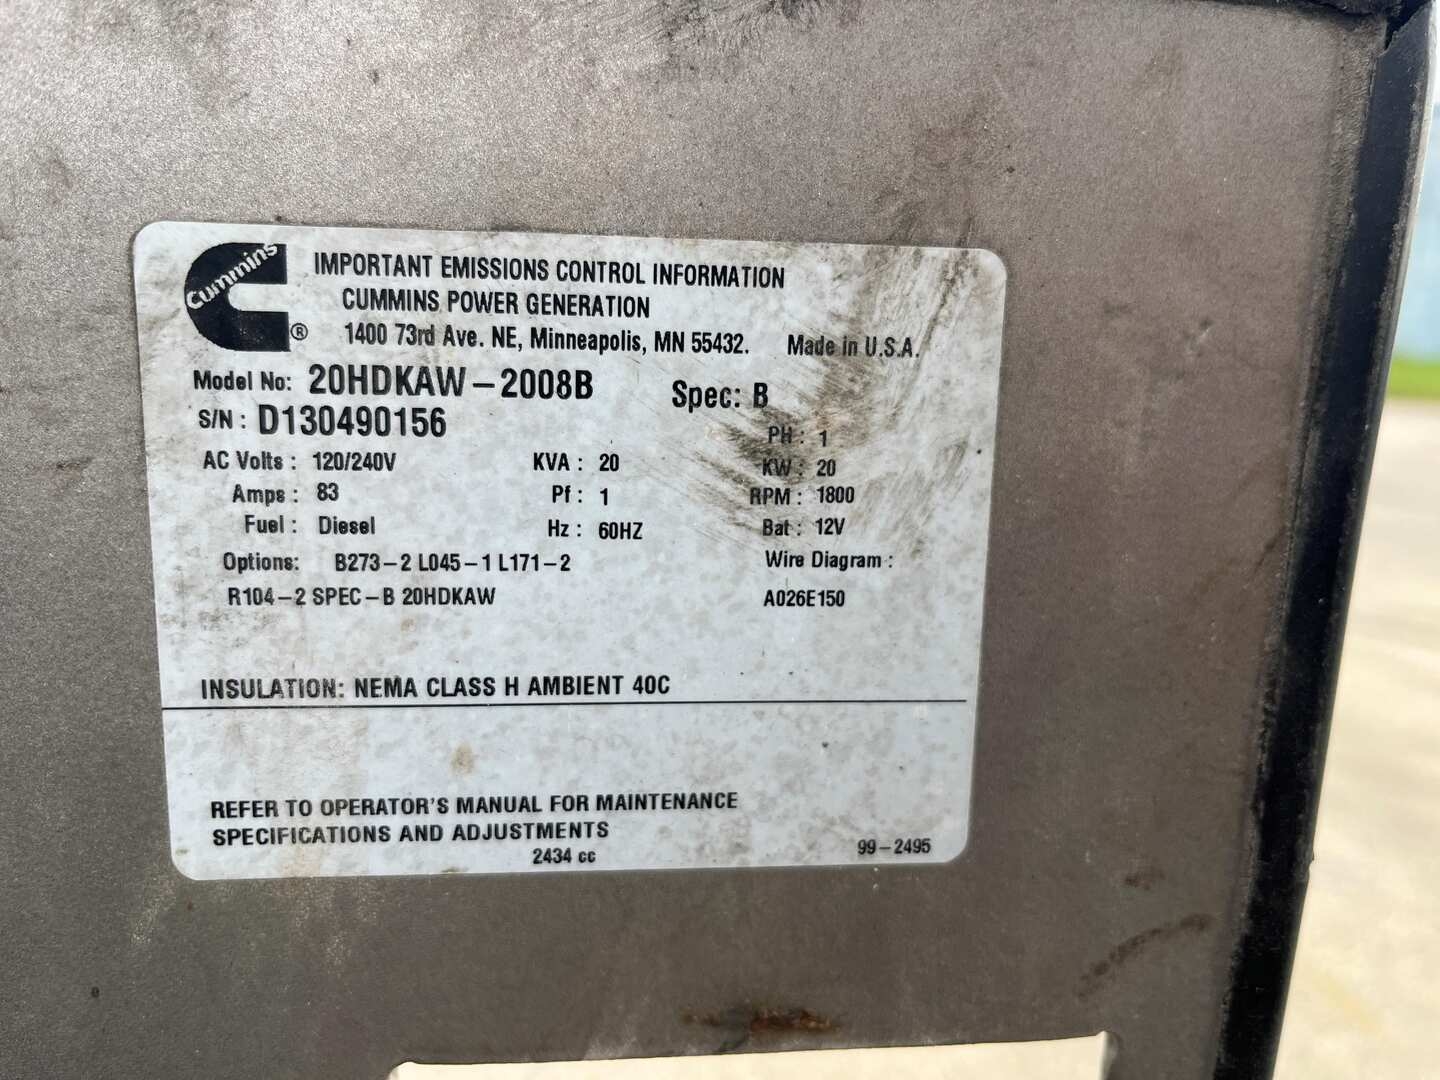 Cummins ®
IMPORTANT EMISSIONS CONTROL INFORMATION
CUMMINS POWER GENERATION
1400 73rd Ave. NE, Minneapolis, MN 55432. Made in U.S.A.
Model No: 20HDKAW-2008B Spec: B
S/N: D130490156 PH: 1
AC Volts: 120/240V KVA: 20 KW: 20
Amps: 83 Pf: 1 RPM: 1800
Fuel: Diesel Hz: 60HZ Bat: 12V
Options: B273-2 L045-1 L171-2 Wire Diagram:
R104-2 SPEC-B 20HDKAW A026E150
INSULATION: NEMA CLASS H AMBIENT 40C
REFER TO OPERATOR'S MANUAL FOR MAINTENANCE
SPECIFICATIONS AND ADJUSTMENTS
2434 cc 99-2495